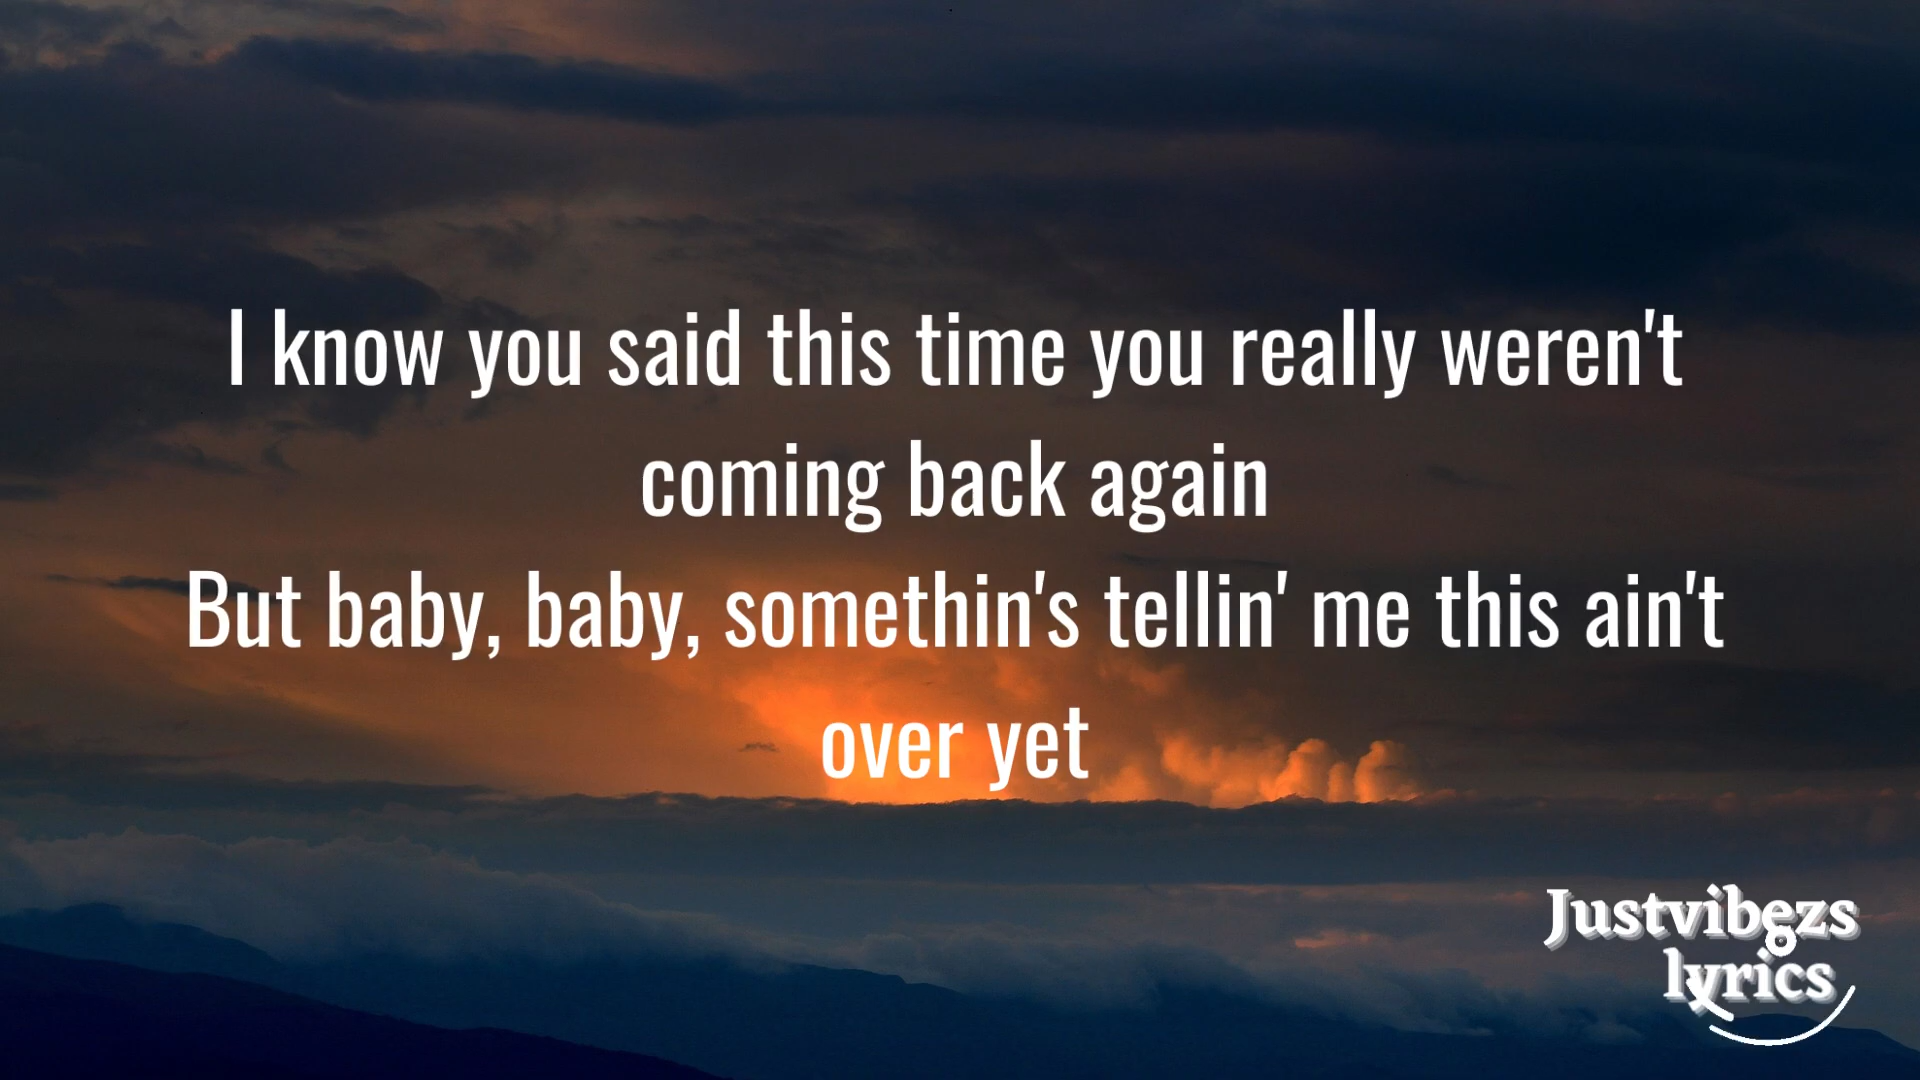 I know you said this time you really weren't
coming back again
But baby, baby, somethin's tellin' me this ain't
over yet
Justvibezs
lyrics